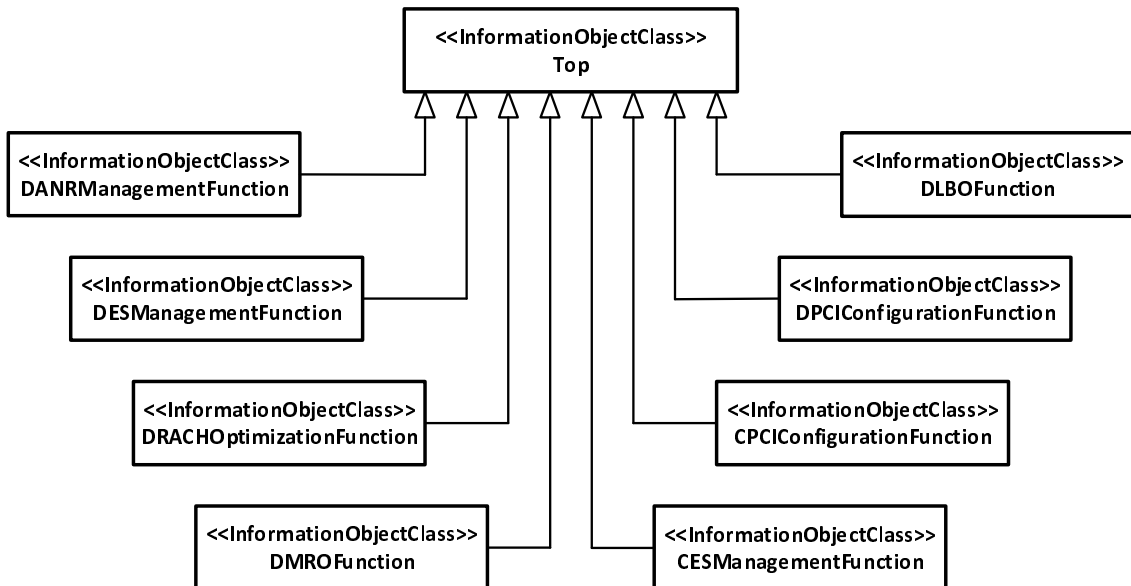 <<InformationObjectClass>>
Top
<<InformationObjectClass>>
DANRManagementFunction
<<InformationObjectClass>>
DLBOFunction
<<InformationObjectClass>>
DESManagementFunction
<<InformationObjectClass>>
DPCIConfigurationFunction
<<InformationObjectClass>>
DRACHOptimizationFunction
<<InformationObjectClass>>
CPCIConfigurationFunction
<<InformationObjectClass>>
DMROFunction
<<InformationObjectClass>>
CESManagementFunction